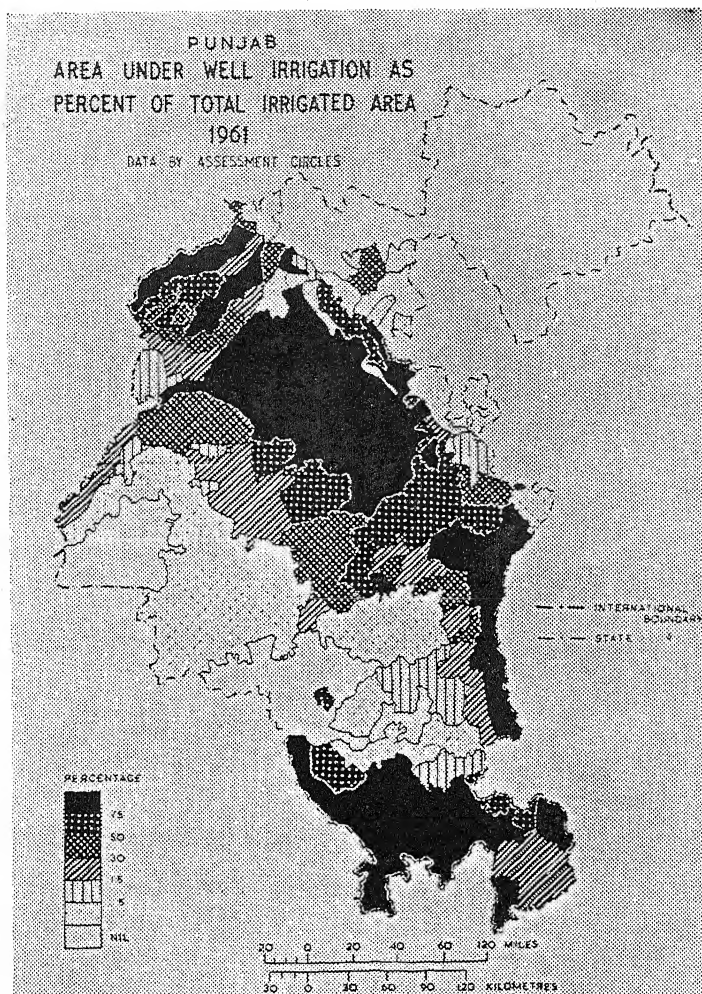 PUNJAB
AREA UNDER WELL IRRIGATION AS
PERCENT OF TOTAL IRRIGATED AREA
1961
DATA BY ASSESSMENT CIRCLES
INTERNATIONAL
BOUNDARY
STATE "
PERCENTAGE
75
50
30
15
5
NIL
20 0 20 40 60 120 MILES
30 0 30 60 90 120 KILOMETRES